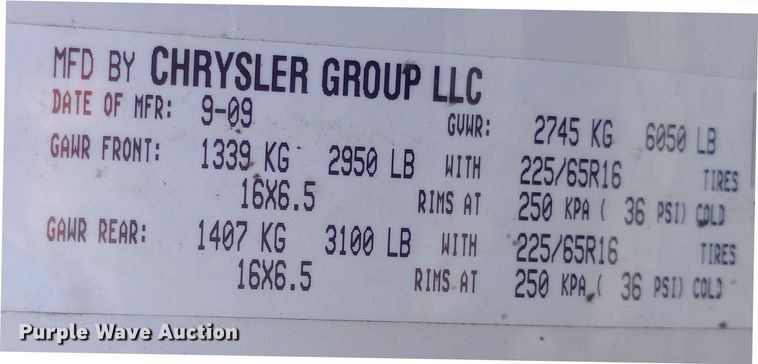 MFD BY CHRYSLER GROUP LLC
DATE OF MFR: 9-09 GVWR: 2745 KG 6050 LB
GAWR FRONT: 1339 KG 2950 LB WITH 225/65R16 TIRES
16X6.5 RIMS AT 250 KPA ( 36 PSI) COLD
GAWR REAR: 1407 KG 3100 LB WITH 225/65R16 TIRES
16X6.5 RIMS AT 250 KPA ( 36 PSI) COLD
Purple Wave Auction